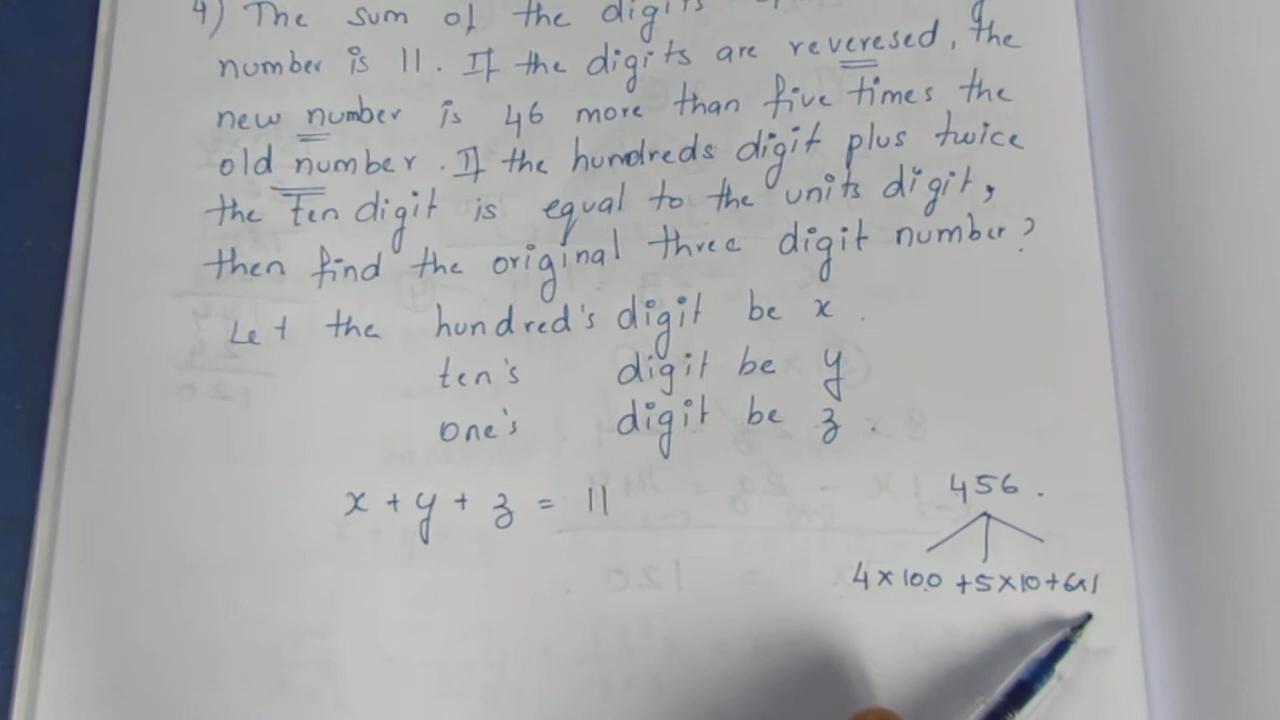 4) The sum of the digits
number is 11. If the digits are reveresed, the
new number is 46 more than five times the
old number. If the hundreds digit plus twice
the Ten digit is equal to the units digit,
then find the original three digit number?
Let the hundred's digit be x.
ten's digit be y
one's digit be z.
x + y + z = 11
456.
4 x 100 + 5 x 10 + 6x1